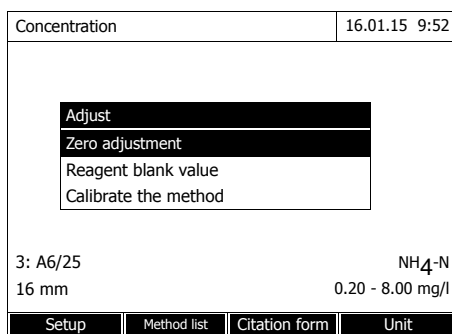 Concentration 16.01.15 9:52
Adjust
Zero adjustment
Reagent blank value
Calibrate the method
3: A6/25 NH4-N
16 mm 0.20 - 8.00 mg/l
Setup Method list Citation form Unit